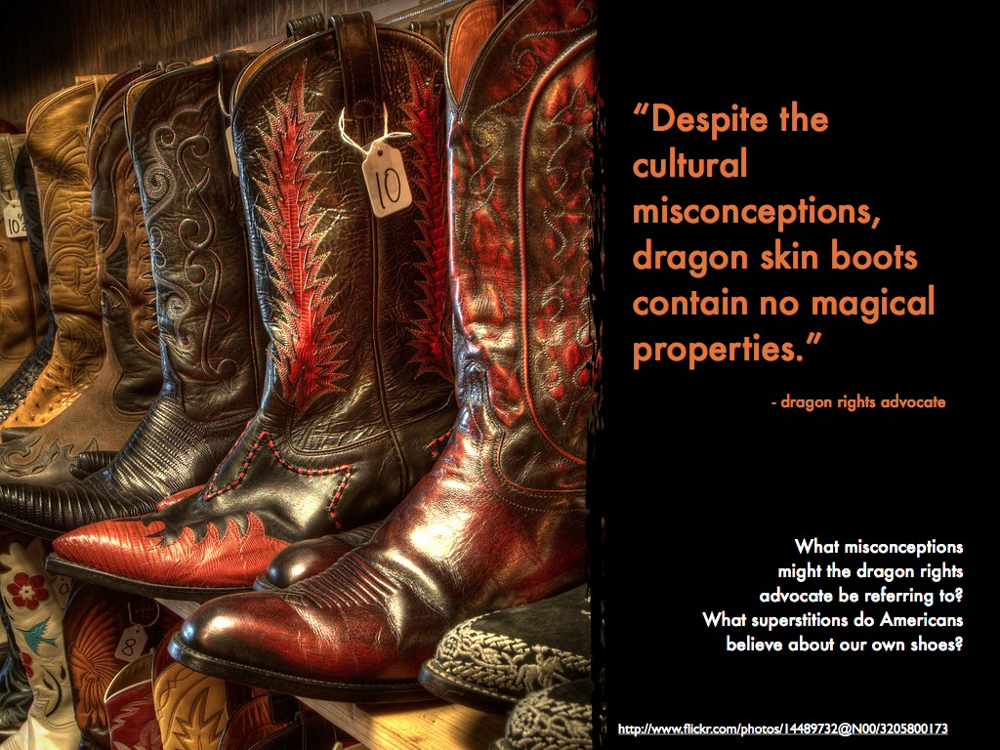 “Despite the
cultural
misconceptions,
dragon skin boots
contain no magical
properties.”
- dragon rights advocate
What misconceptions
might the dragon rights
advocate be referring to?
What superstitions do Americans
believe about our own shoes?
http://www.flickr.com/photos/14489732@N00/3205800173
10
10
8